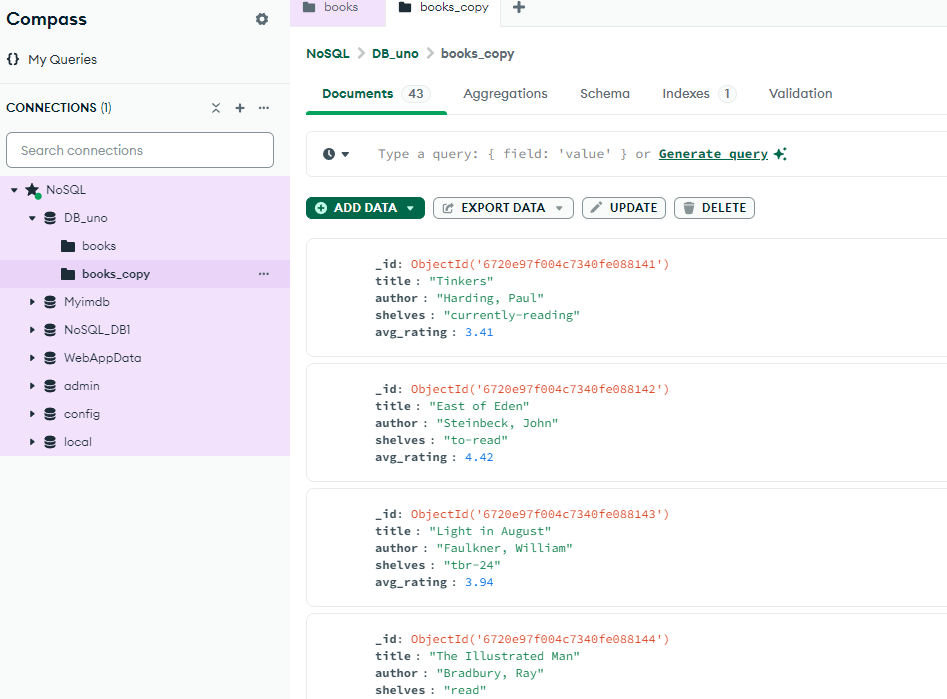 Compass
My Queries
CONNECTIONS (1)
Search connections
NoSQL
DB_uno
books
books_copy
Myimdb
NoSQL_DB1
WebAppData
admin
config
local
books
books_copy
NoSQL > DB_uno > books_copy
Documents 43 Aggregations Schema Indexes 1 Validation
Type a query: { field: 'value' } or Generate query
ADD DATA EXPORT DATA UPDATE DELETE
_id: ObjectId('6720e97f004c7340fe088141')
title : "Tinkers"
author : "Harding, Paul"
shelves : "currently-reading"
avg_rating : 3.41
_id: ObjectId('6720e97f004c7340fe088142')
title : "East of Eden"
author : "Steinbeck, John"
shelves : "to-read"
avg_rating : 4.42
_id: ObjectId('6720e97f004c7340fe088143')
title : "Light in August"
author : "Faulkner, William"
shelves : "tbr-24"
avg_rating : 3.94
_id: ObjectId('6720e97f004c7340fe088144')
title : "The Illustrated Man"
author : "Bradbury, Ray"
shelves : "read"